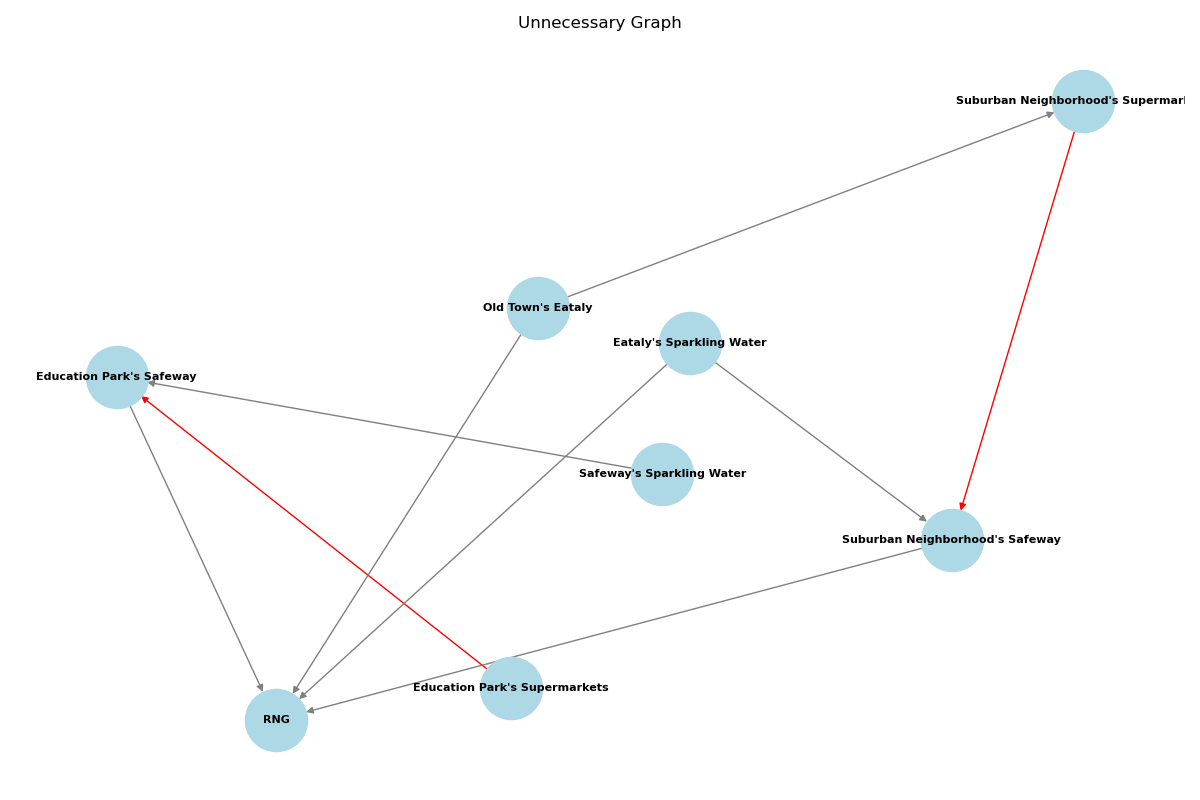 Unnecessary Graph
Suburban Neighborhood's
Old Town's Eataly
Eataly's Sparkling Water
Education Park's Safeway
Safeway's Sparkling Water
Suburban Neighborhood's Safeway
Education Park's Supermarkets
RNG